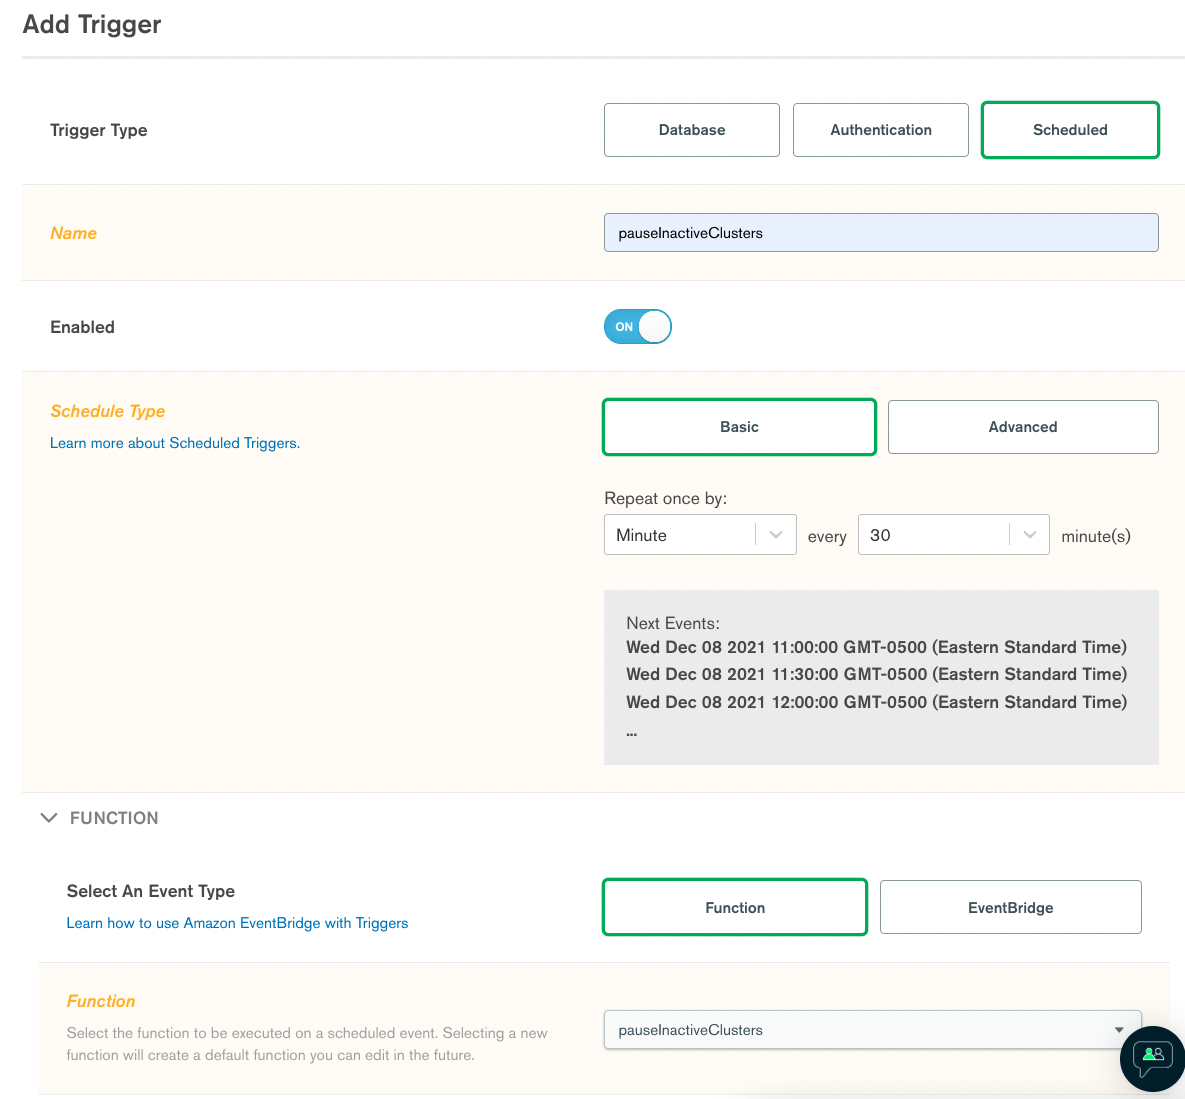 Add Trigger
Trigger Type
Database
Authentication
Scheduled
Name
pauseInactiveClusters
Enabled
ON
Schedule Type
Learn more about Scheduled Triggers.
Basic
Advanced
Repeat once by:
Minute every 30 minute(s)
Next Events:
Wed Dec 08 2021 11:00:00 GMT-0500 (Eastern Standard Time)
Wed Dec 08 2021 11:30:00 GMT-0500 (Eastern Standard Time)
Wed Dec 08 2021 12:00:00 GMT-0500 (Eastern Standard Time)
...
FUNCTION
Select An Event Type
Learn how to use Amazon EventBridge with Triggers
Function
EventBridge
Function
Select the function to be executed on a scheduled event. Selecting a new
function will create a default function you can edit in the future.
pauseInactiveClusters